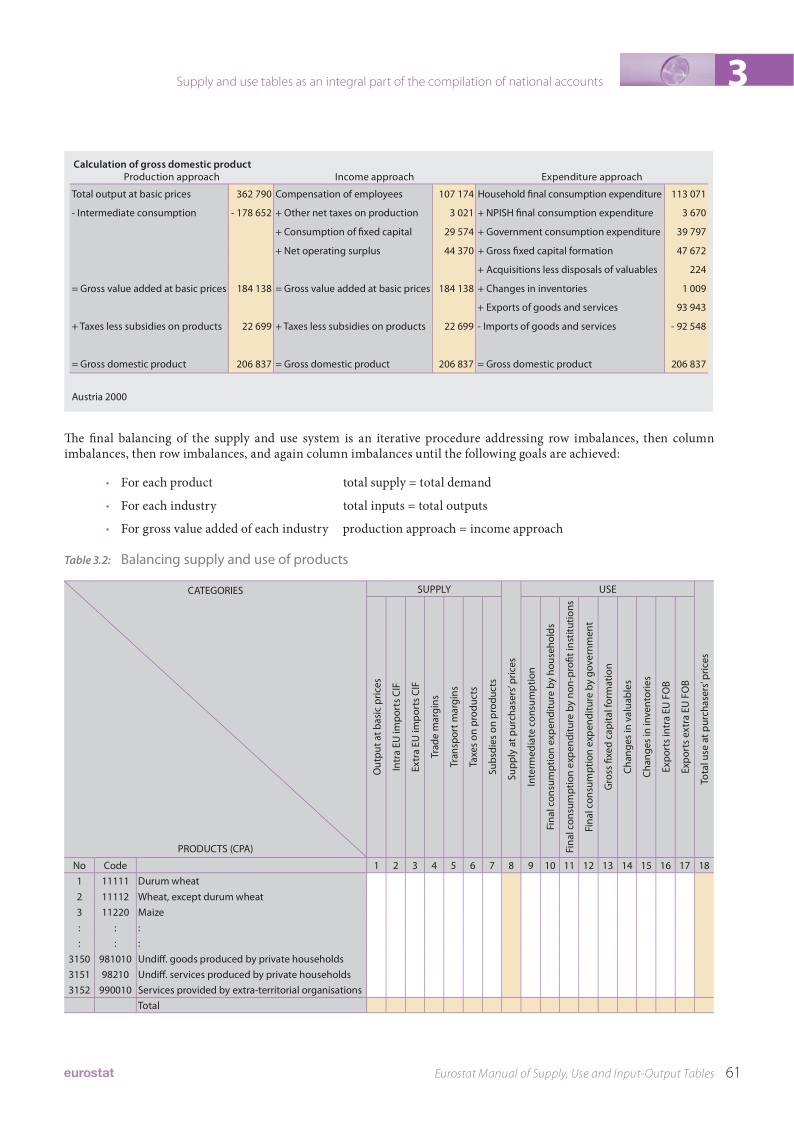 Supply and use tables as an integral part of the compilation of national accounts
3
Calculation of gross domestic product
Production approach Income approach Expenditure approach
Total output at basic prices 362 790 Compensation of employees 107 174 Household final consumption expenditure 113 071
- Intermediate consumption - 178 652 + Other net taxes on production 3 021 + NPISH final consumption expenditure 3 670
+ Consumption of fixed capital 29 574 + Government consumption expenditure 39 797
+ Net operating surplus 44 370 + Gross fixed capital formation 47 672
+ Acquisitions less disposals of valuables 224
= Gross value added at basic prices 184 138 = Gross value added at basic prices 184 138 + Changes in inventories 1 009
+ Exports of goods and services 93 943
+ Taxes less subsidies on products 22 699 + Taxes less subsidies on products 22 699 - Imports of goods and services - 92 548
= Gross domestic product 206 837 = Gross domestic product 206 837 = Gross domestic product 206 837
Austria 2000
The final balancing of the supply and use system is an iterative procedure addressing row imbalances, then column
imbalances, then row imbalances, and again column imbalances until the following goals are achieved:
• For each product total supply = total demand
• For each industry total inputs = total outputs
• For gross value added of each industry production approach = income approach
Table 3.2: Balancing supply and use of products
CATEGORIES SUPPLY USE
Output at basic prices
Intra EU imports CIF
Extra EU imports CIF
Trade margins
Transport margins
Taxes on products
Subsdies on products
Supply at purchasers' prices
Intermediate consumption
Final consumption expenditure by households
Final consumption expenditure by non-profit institutions
Final consumption expenditure by government
Gross fixed capital formation
Changes in valuables
Changes in inventories
Exports intra EU FOB
Exports extra EU FOB
Total use at purchasers' prices
PRODUCTS (CPA)
No Code 1 2 3 4 5 6 7 8 9 10 11 12 13 14 15 16 17 18
1 11111 Durum wheat
2 11112 Wheat, except durum wheat
3 11220 Maize
: : :
: : :
3150 981010 Undiff. goods produced by private households
3151 98210 Undiff. services produced by private households
3152 990010 Services provided by extra-territorial organisations
Total
eurostat Eurostat Manual of Supply, Use and Input-Output Tables 61